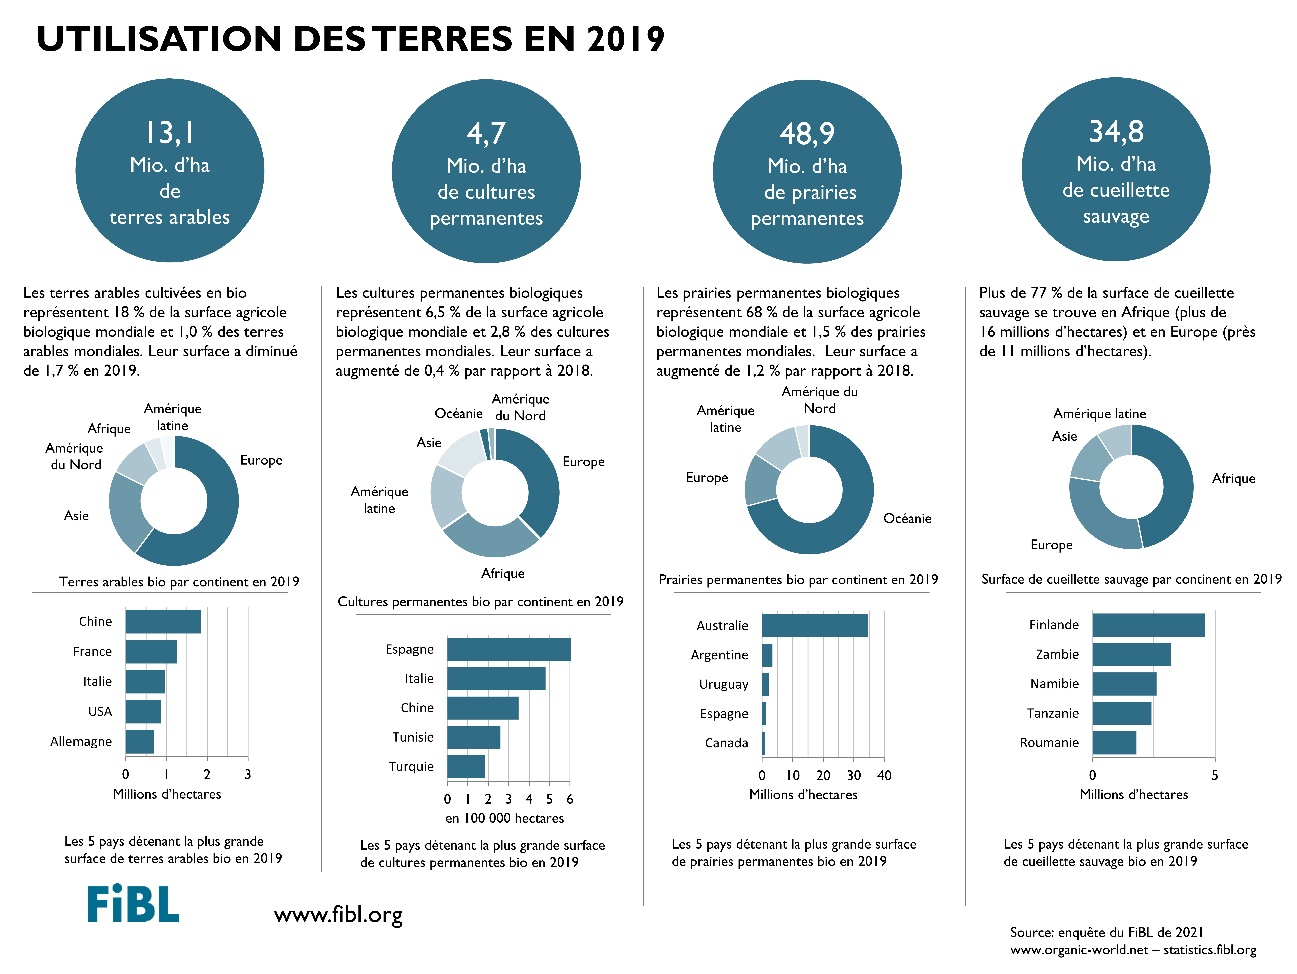 UTILISATION DES TERRES EN 2019
13,1
Mio. d'ha
de
terres arables
4,7
Mio. d'ha
de cultures
permanentes
48,9
Mio. d'ha
de prairies
permanentes
34,8
Mio. d'ha
de cueillette
sauvage
Les terres arables cultivées en bio
représentent 18 % de la surface agricole
biologique mondiale et 1,0 % des terres
arables mondiales. Leur surface a diminué
de 1,7 % en 2019.
Amérique
latine
Afrique
Amérique
du Nord
Europe
Asie
Terres arables bio par continent en 2019
Chine
France
Italie
USA
Allemagne
0 1 2 3
Millions d'hectares
Les 5 pays détenant la plus grande
surface de terres arables bio en 2019
Les cultures permanentes biologiques
représentent 6,5 % de la surface agricole
biologique mondiale et 2,8 % des cultures
permanentes mondiales. Leur surface a
augmenté de 0,4 % par rapport à 2018.
Amérique
du Nord
Océanie
Asie
Europe
Amérique
latine
Afrique
Cultures permanentes bio par continent en 2019
Espagne
Italie
Chine
Tunisie
Turquie
0 1 2 3 4 5 6
en 100 000 hectares
Les 5 pays détenant la plus grande surface
de cultures permanentes bio en 2019
Les prairies permanentes biologiques
représentent 68 % de la surface agricole
biologique mondiale et 1,5 % des prairies
permanentes mondiales. Leur surface a
augmenté de 1,2 % par rapport à 2018.
Amérique du
Nord
Amérique
latine
Europe
Océanie
Prairies permanentes bio par continent en 2019
Australie
Argentine
Uruguay
Espagne
Canada
0 10 20 30 40
Millions d'hectares
Les 5 pays détenant la plus grande surface
de prairies permanentes bio en 2019
Plus de 77 % de la surface de cueillette
sauvage se trouve en Afrique (plus de
16 millions d'hectares) et en Europe (près
de 11 millions d'hectares).
Amérique latine
Asie
Afrique
Europe
Surface de cueillette sauvage par continent en 2019
Finlande
Zambie
Namibie
Tanzanie
Roumanie
0 5
Millions d'hectares
Les 5 pays détenant la plus grande surface
de cueillette sauvage bio en 2019
FiBL
www.fibl.org
Source: enquête du FiBL de 2021
www.organic-world.net – statistics.fibl.org